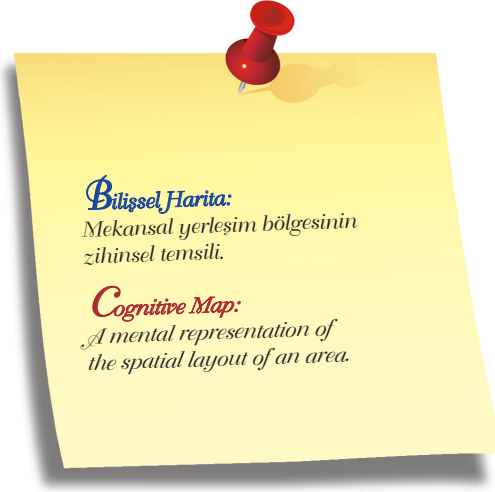 Bilişsel Harita:
Mekansal yerleşim bölgesinin
zihinsel temsili.
Cognitive Map:
A mental representation of
the spatial layout of an area.